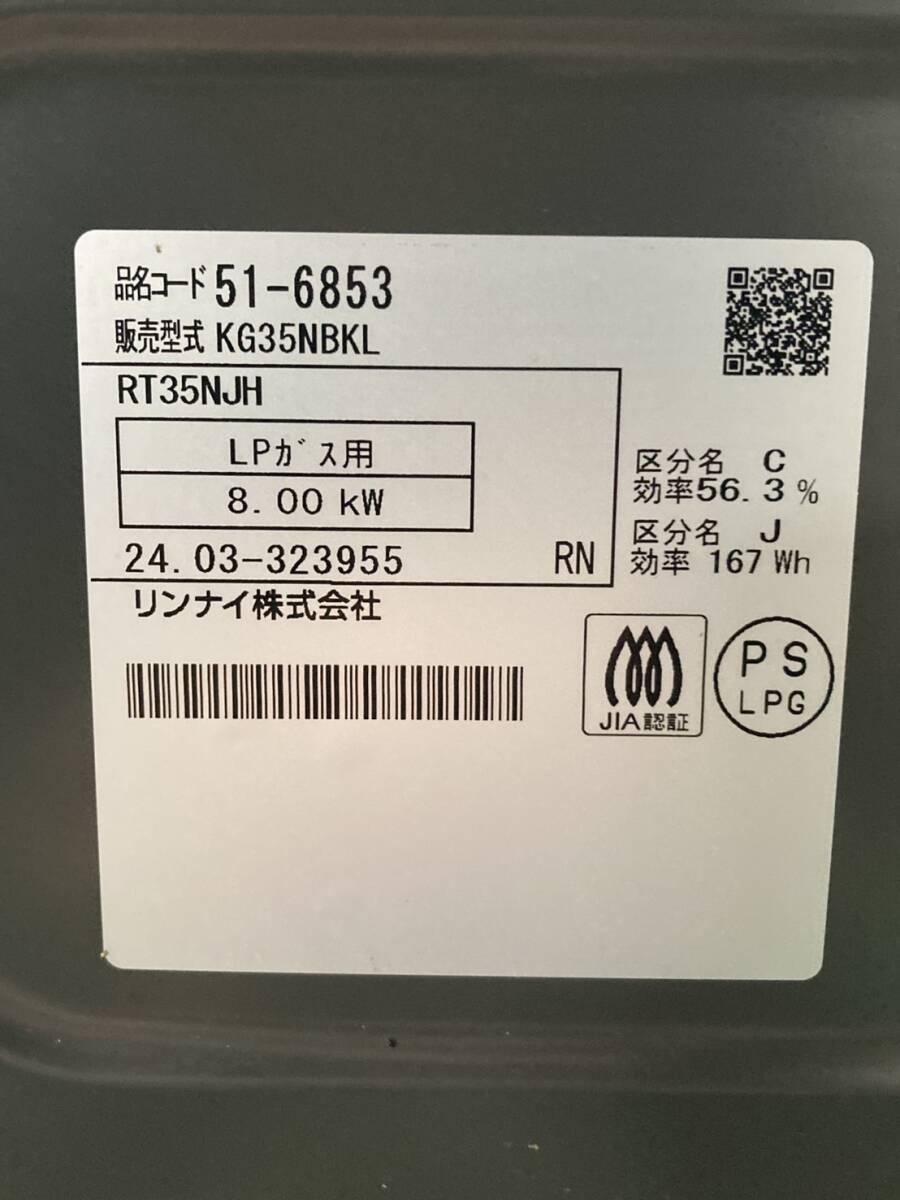 品名コード 51-6853
販売型式 KG35NBKL
RT35NJH
LPｶﾞｽ用
8.00 kW
24.03-323955 RN
リンナイ株式会社
区分名 C
効率56.3%
区分名 J
効率 167 Wh
JIA認証
PS
LPG